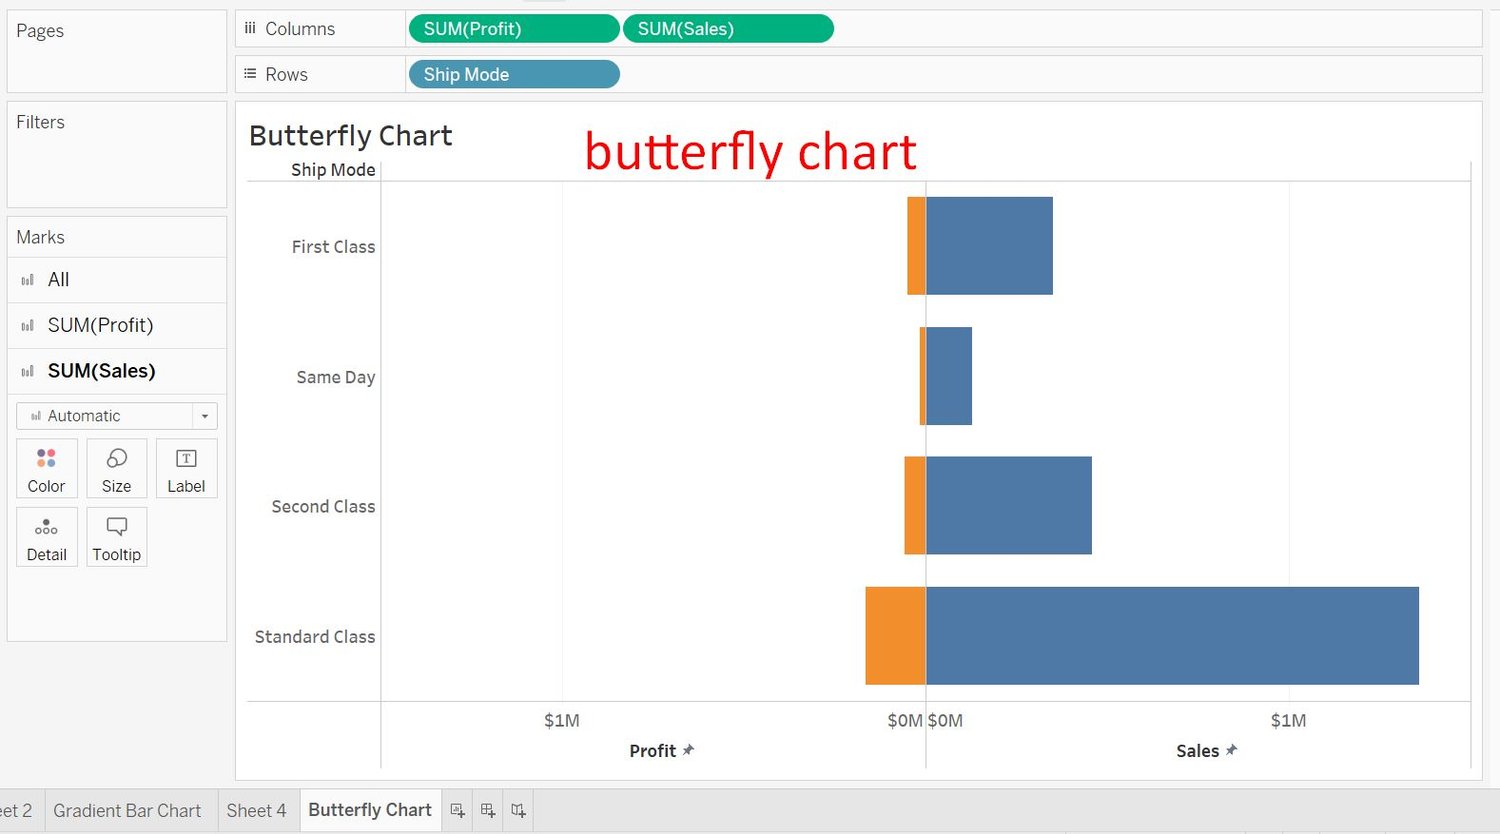 Pages
Columns SUM(Profit) SUM(Sales)
Rows Ship Mode
Filters
Marks
All
SUM(Profit)
SUM(Sales)
Automatic
Color Size T Label
Detail Tooltip
Butterfly Chart
butterfly chart
Ship Mode
First Class
Same Day
Second Class
Standard Class
$1M $0M $0M $1M
Profit Sales
eet 2 Gradient Bar Chart Sheet 4 Butterfly Chart